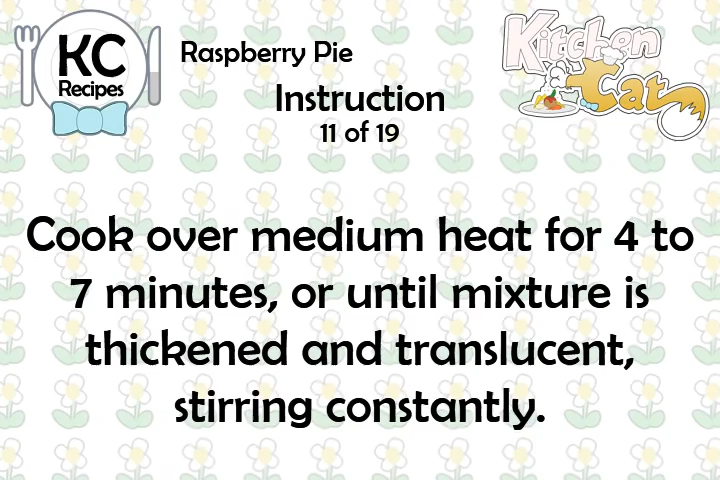 KC
Recipes
Raspberry Pie
Kitchen
Cat
Instruction
11 of 19
Cook over medium heat for 4 to
7 minutes, or until mixture is
thickened and translucent,
stirring constantly.